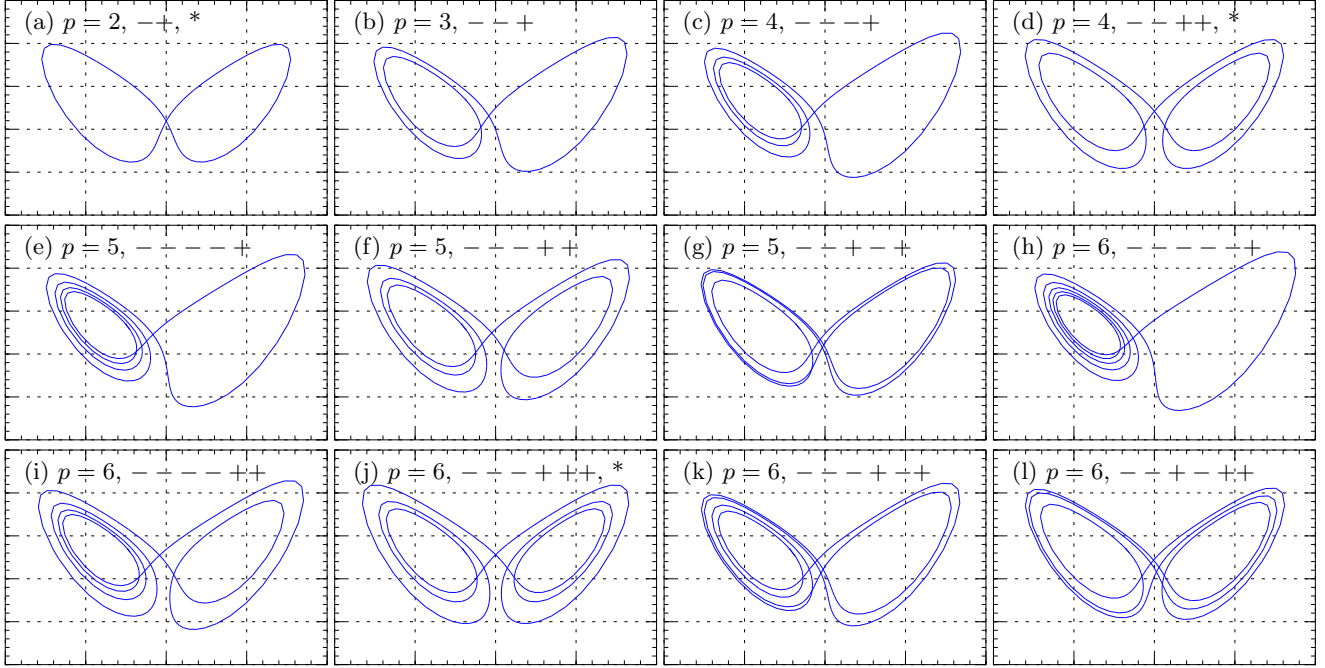 (a) p = 2, −+, *
(b) p = 3, − − +
(c) p = 4, − − −+
(d) p = 4, − − ++, *
(e) p = 5, − − − − +
(f) p = 5, − − − + +
(g) p = 5, − − + − +
(h) p = 6, − − − − −+
(i) p = 6, − − − − ++
(j) p = 6, − − − + ++, *
(k) p = 6, − − − + −+
(l) p = 6, − − + − ++